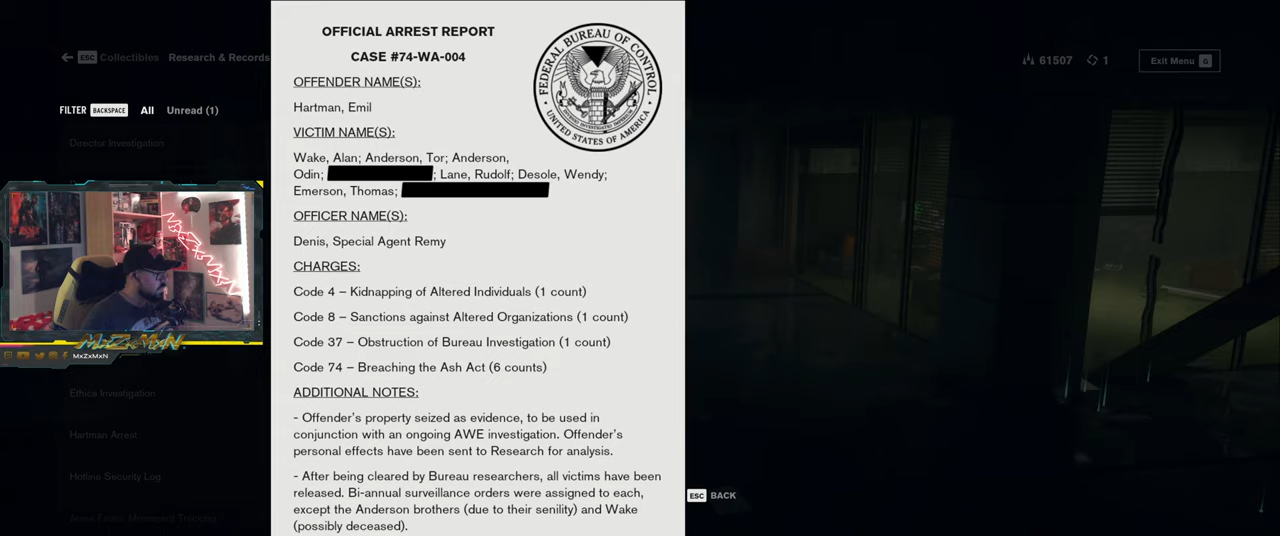 OFFICIAL ARREST REPORT
CASE #74-WA-004
OFFENDER NAME(S):
Hartman, Emil
VICTIM NAME(S):
Wake, Alan; Anderson, Tor; Anderson,
Odin; ; Lane, Rudolf; Desole, Wendy;
Emerson, Thomas;
OFFICER NAME(S):
Denis, Special Agent Remy
CHARGES:
Code 4 – Kidnapping of Altered Individuals (1 count)
Code 8 – Sanctions against Altered Organizations (1 count)
Code 37 – Obstruction of Bureau Investigation (1 count)
Code 74 – Breaching the Ash Act (6 counts)
ADDITIONAL NOTES:
- Offender's property seized as evidence, to be used in
conjunction with an ongoing AWE investigation. Offender's
personal effects have been sent to Research for analysis.
- After being cleared by Bureau researchers, all victims have been
released. Bi-annual surveillance orders were assigned to each,
except the Anderson brothers (due to their senility) and Wake
(possibly deceased).
FEDERAL BUREAU OF CONTROL
UNITED STATES OF AMERICA
ESC Collectibles Research & Records
FILTER BACKSPACE All Unread (1)
Director Investigation
Ethica Investigation
Hartman Arrest
Hotline Security Log
MxZxMxN
MxZxMxN
MxZxMxN
61507 1
Exit Menu G
ESC BACK